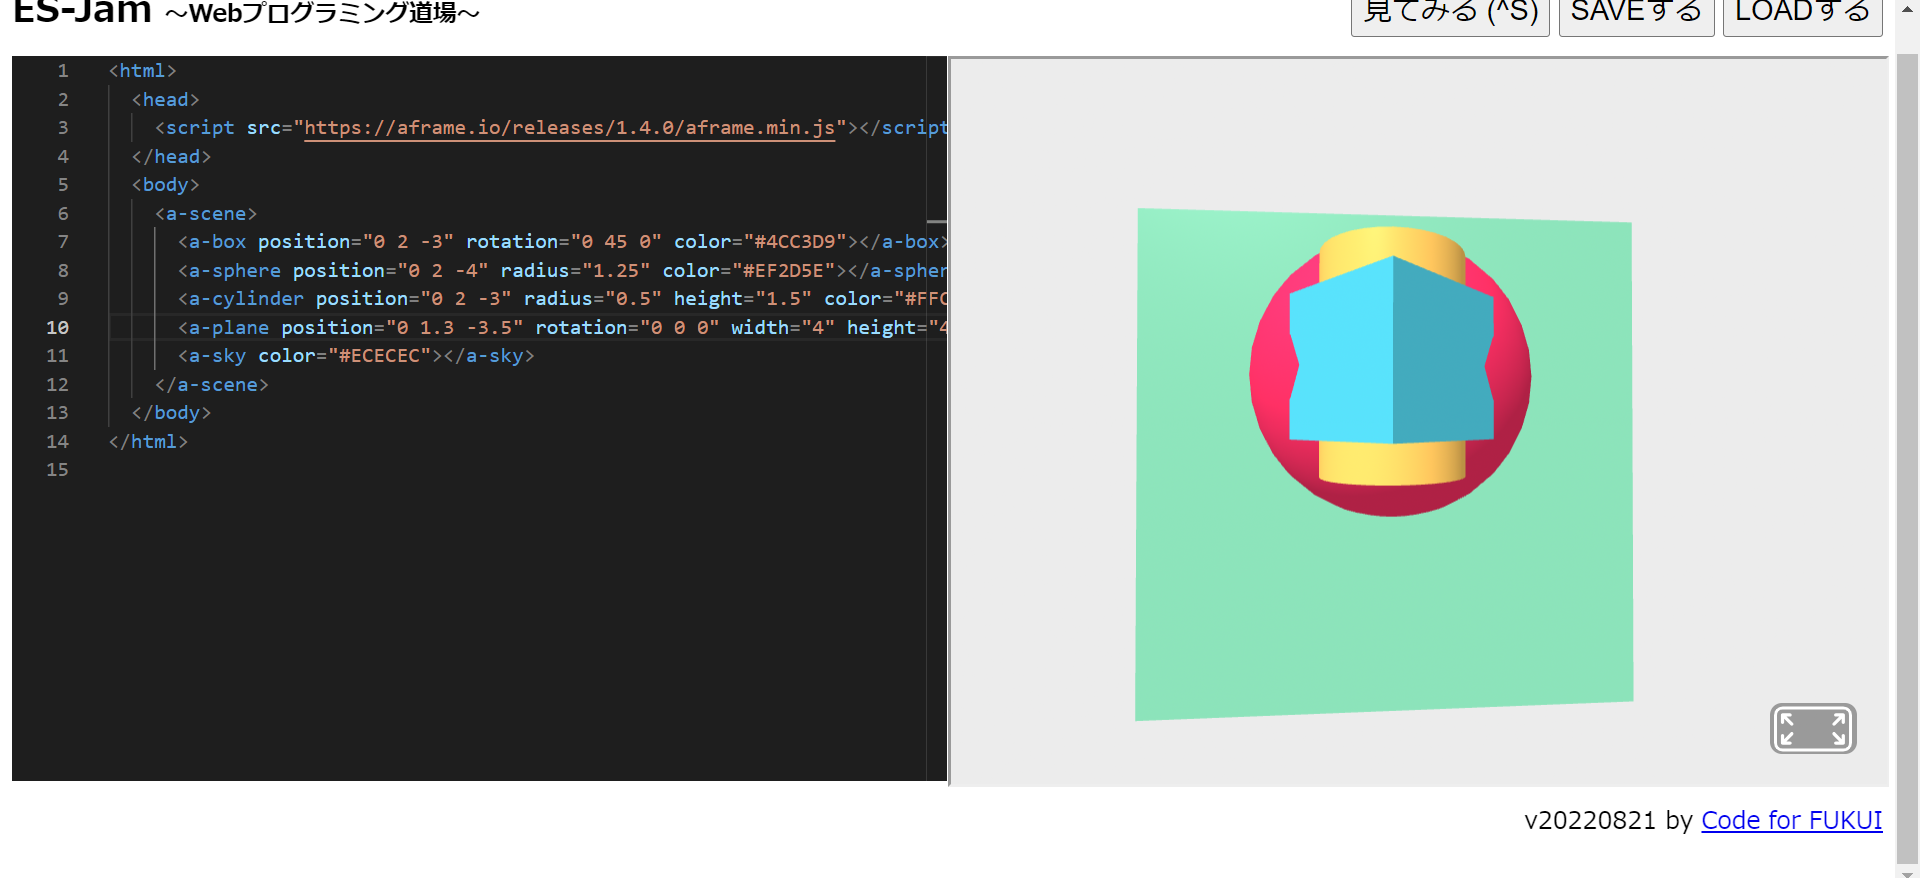 ES-Jam ～Webプログラミング道場～
見てみる (^S) SAVEする LOADする
1 <html>
2 <head>
3 <script src="https://aframe.io/releases/1.4.0/aframe.min.js"></script
4 </head>
5 <body>
6 <a-scene>
7 <a-box position="0 2 -3" rotation="0 45 0" color="#4CC3D9"></a-box>
8 <a-sphere position="0 2 -4" radius="1.25" color="#EF2D5E"></a-spher
9 <a-cylinder position="0 2 -3" radius="0.5" height="1.5" color="#FFC
10 <a-plane position="0 1.3 -3.5" rotation="0 0 0" width="4" height="4
11 <a-sky color="#ECECEC"></a-sky>
12 </a-scene>
13 </body>
14 </html>
15
v20220821 by Code for FUKUI